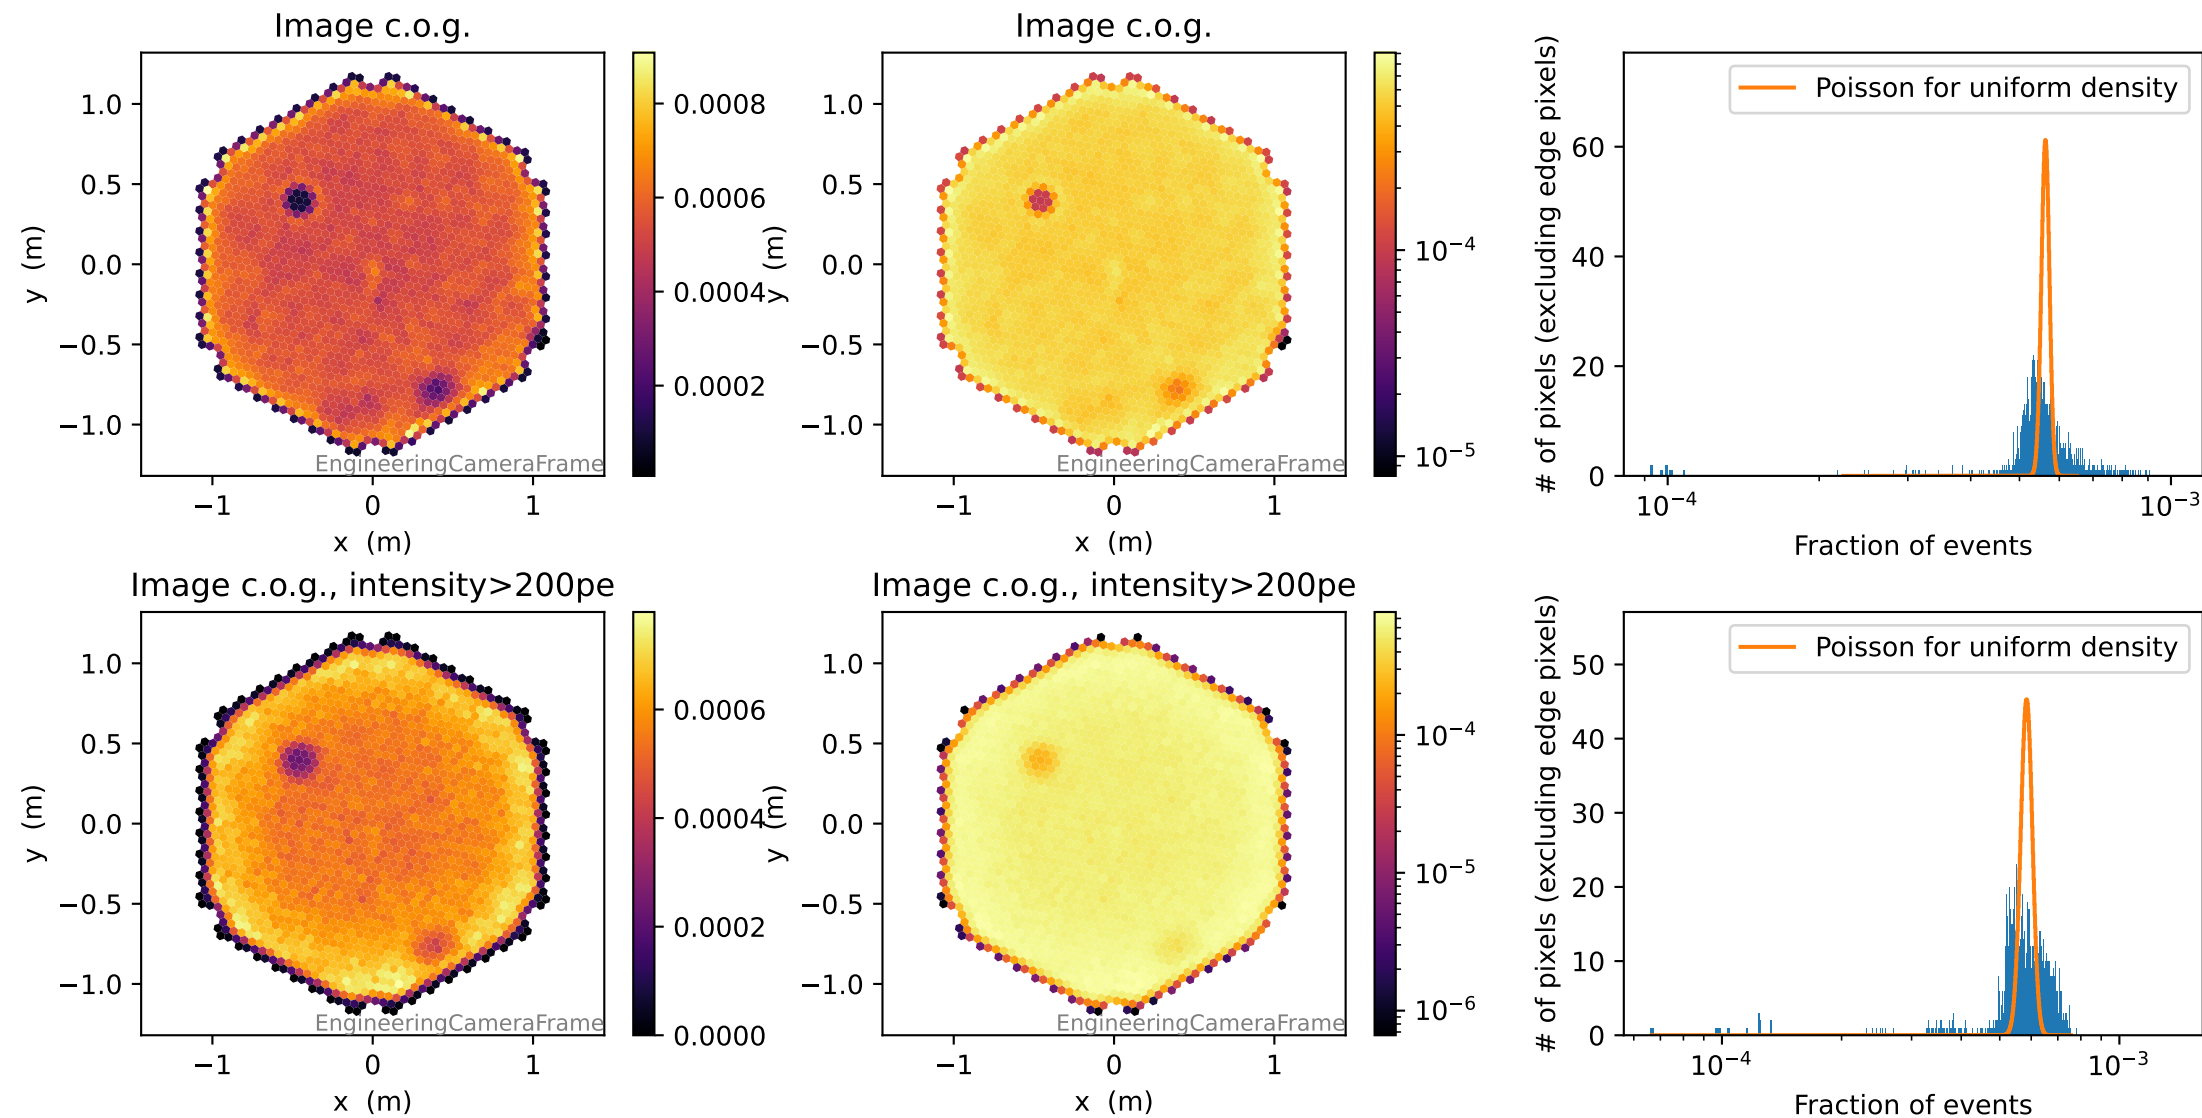 Image c.o.g.
1.0
0.5
0.0
−0.5
−1.0
y (m)
−1
0
1
x (m)
EngineeringCameraFrame
0.0008
0.0006
0.0004
0.0002
Image c.o.g.
1.0
0.5
0.0
−0.5
−1.0
y (m)
−1
0
1
x (m)
EngineeringCameraFrame
10⁻⁴
10⁻⁵
# of pixels (excluding edge pixels)
60
40
20
0
10⁻⁴
10⁻³
Fraction of events
Poisson for uniform density
Image c.o.g., intensity>200pe
1.0
0.5
0.0
−0.5
−1.0
y (m)
−1
0
1
x (m)
EngineeringCameraFrame
0.0006
0.0004
0.0002
0.0000
Image c.o.g., intensity>200pe
1.0
0.5
0.0
−0.5
−1.0
y (m)
−1
0
1
x (m)
EngineeringCameraFrame
10⁻⁴
10⁻⁵
10⁻⁶
# of pixels (excluding edge pixels)
50
40
30
20
10
0
10⁻⁴
10⁻³
Fraction of events
Poisson for uniform density